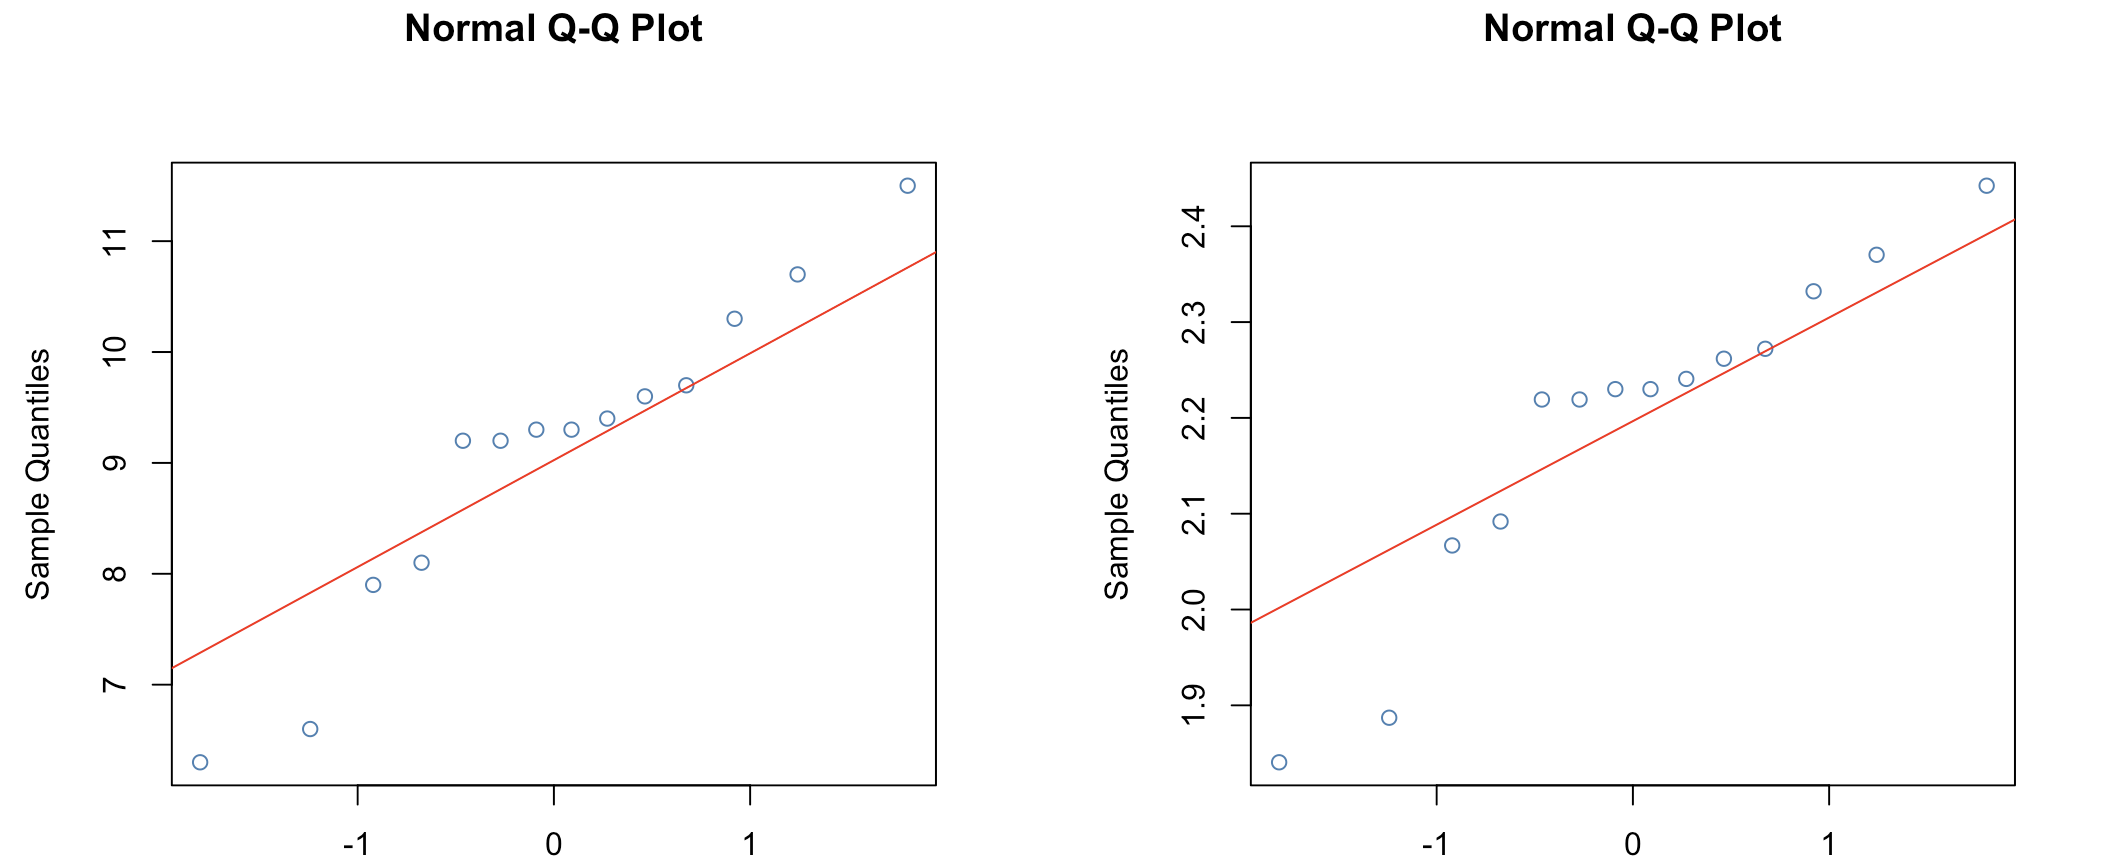 Normal Q-Q Plot
Sample Quantiles
11
10
9
8
7
-1 0 1
Normal Q-Q Plot
Sample Quantiles
2.4
2.3
2.2
2.1
2.0
1.9
-1 0 1